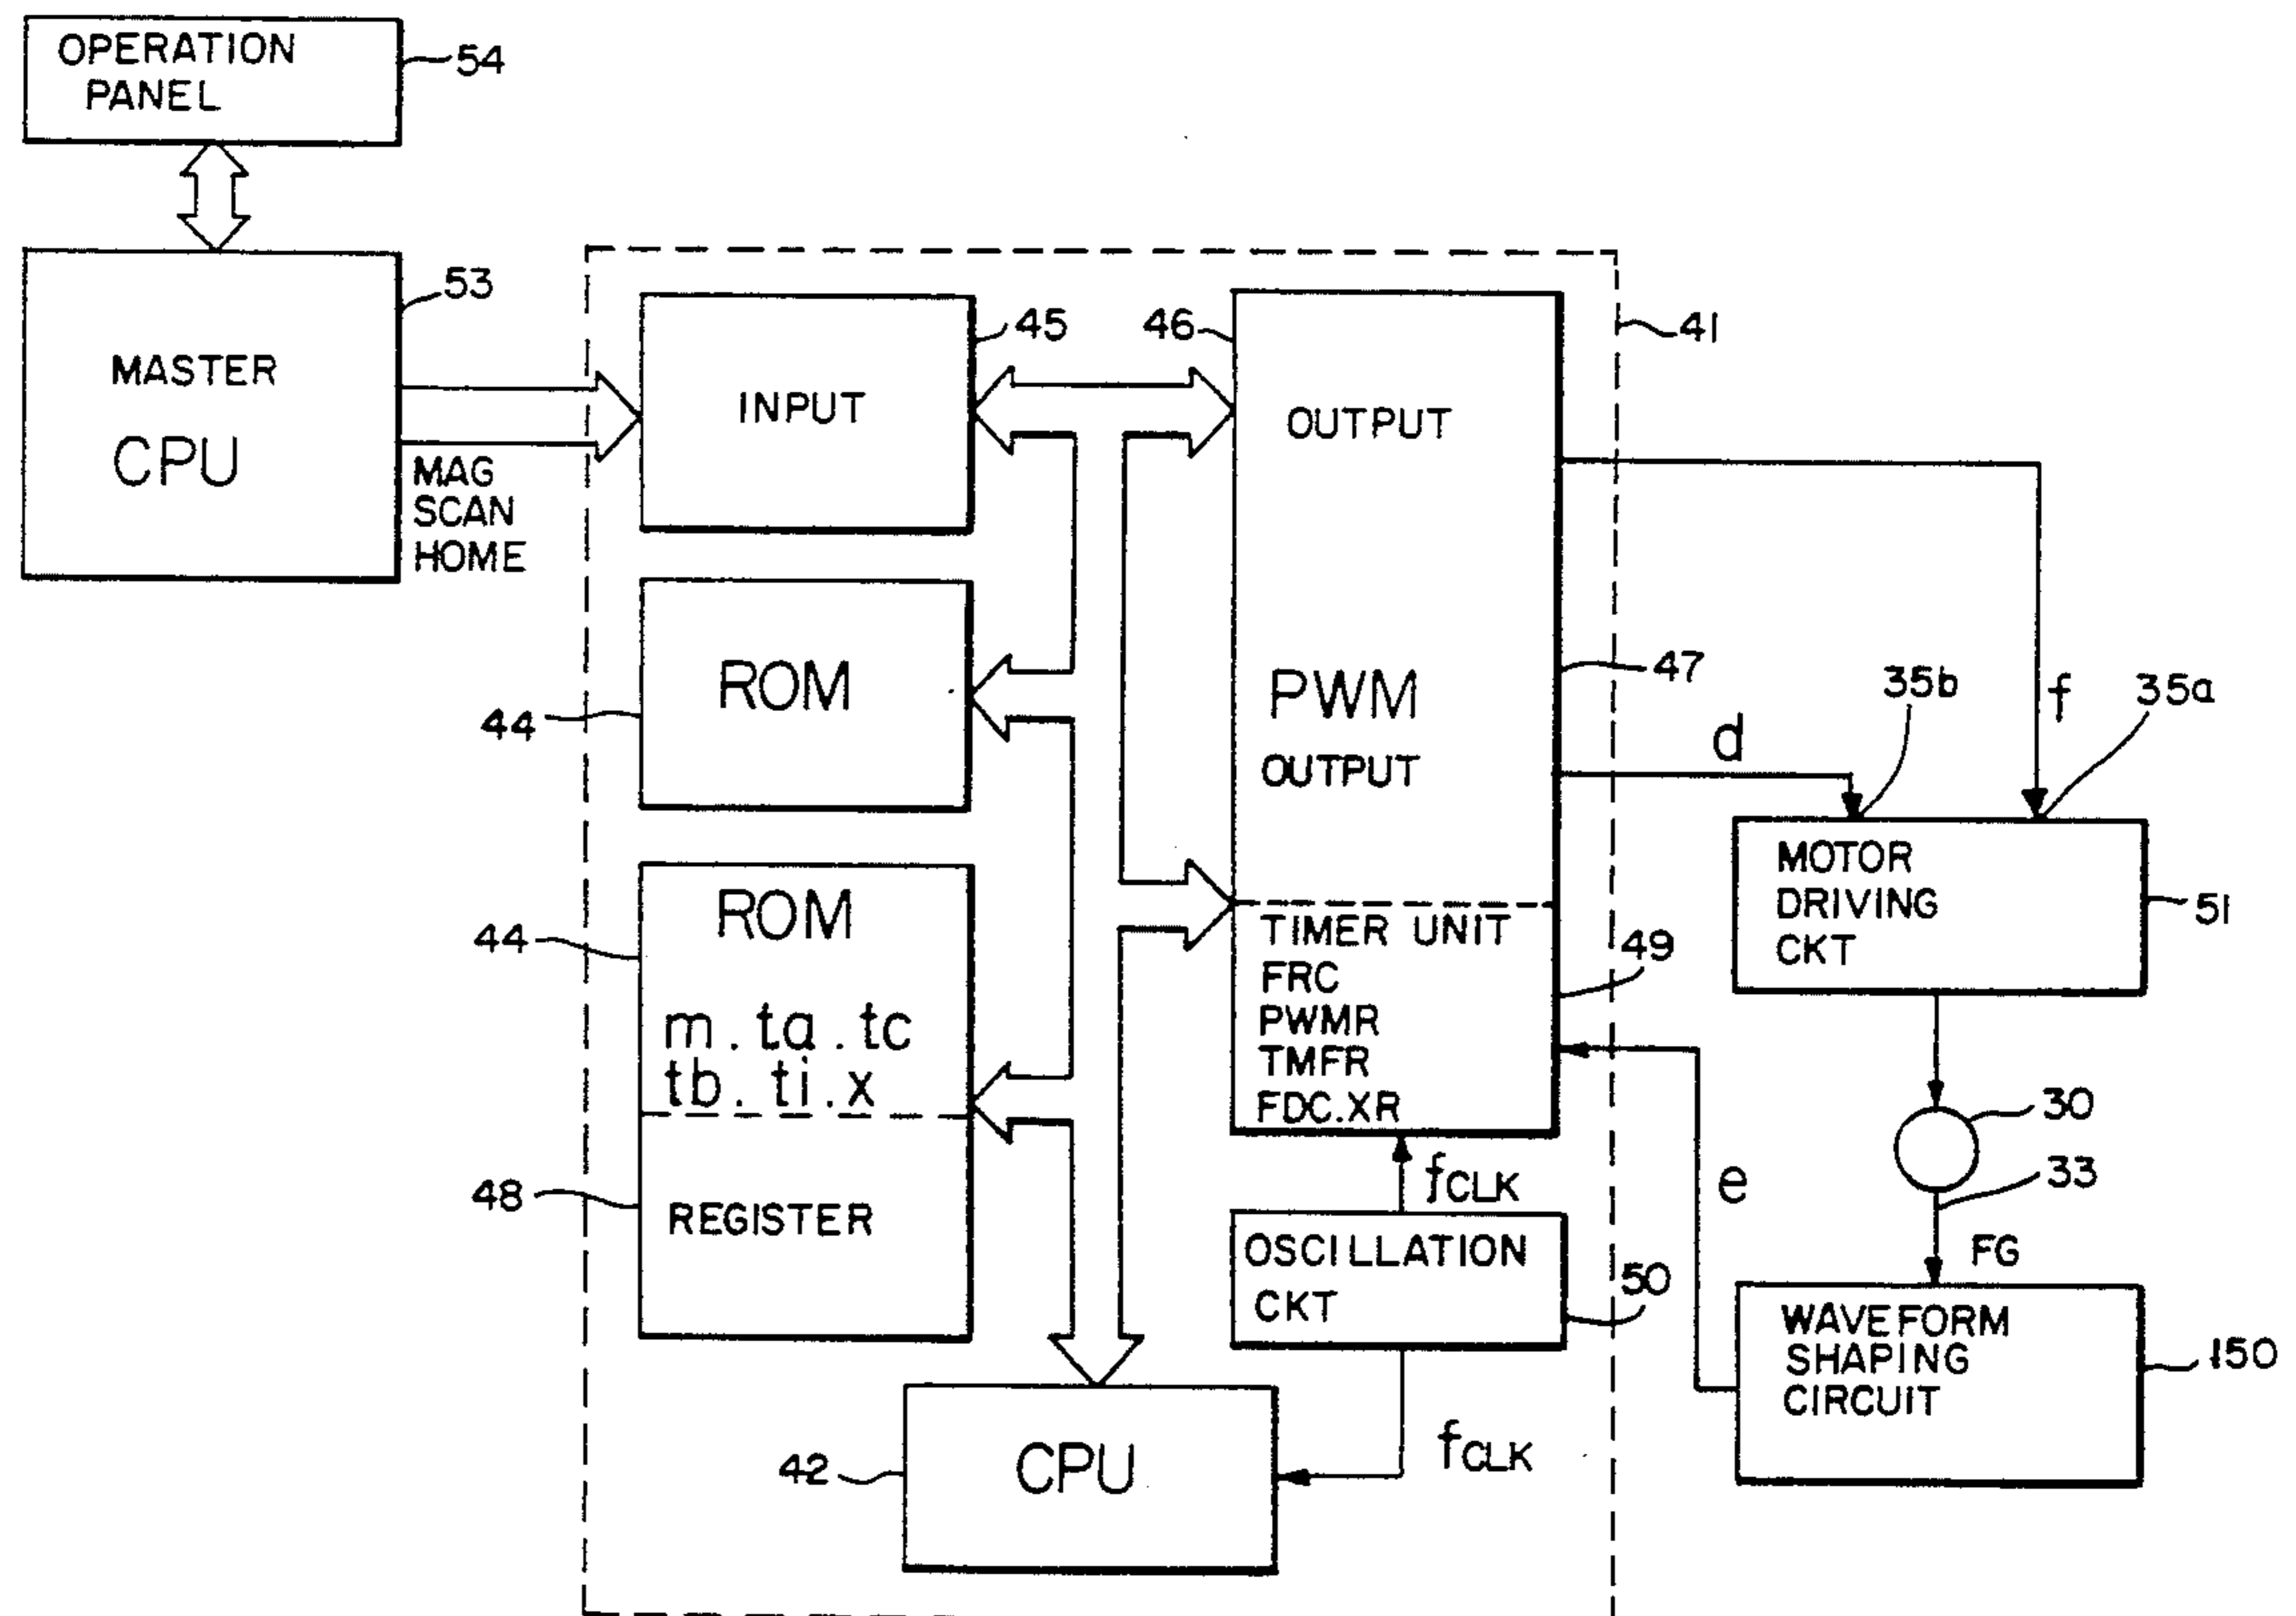 OPERATION
PANEL
54
MASTER
CPU
53
MAG
SCAN
HOME
INPUT
45
46
OUTPUT
41
ROM
44
PWM
OUTPUT
47
35b
35a
d
f
ROM
44
m.ta.tc
tb.ti.x
48
REGISTER
TIMER UNIT
FRC
PWMR
TMFR
FDC.XR
49
MOTOR
DRIVING
CKT
51
30
33
FG
e
fCLK
OSCILLATION
CKT
50
WAVEFORM
SHAPING
CIRCUIT
150
42
CPU
fCLK